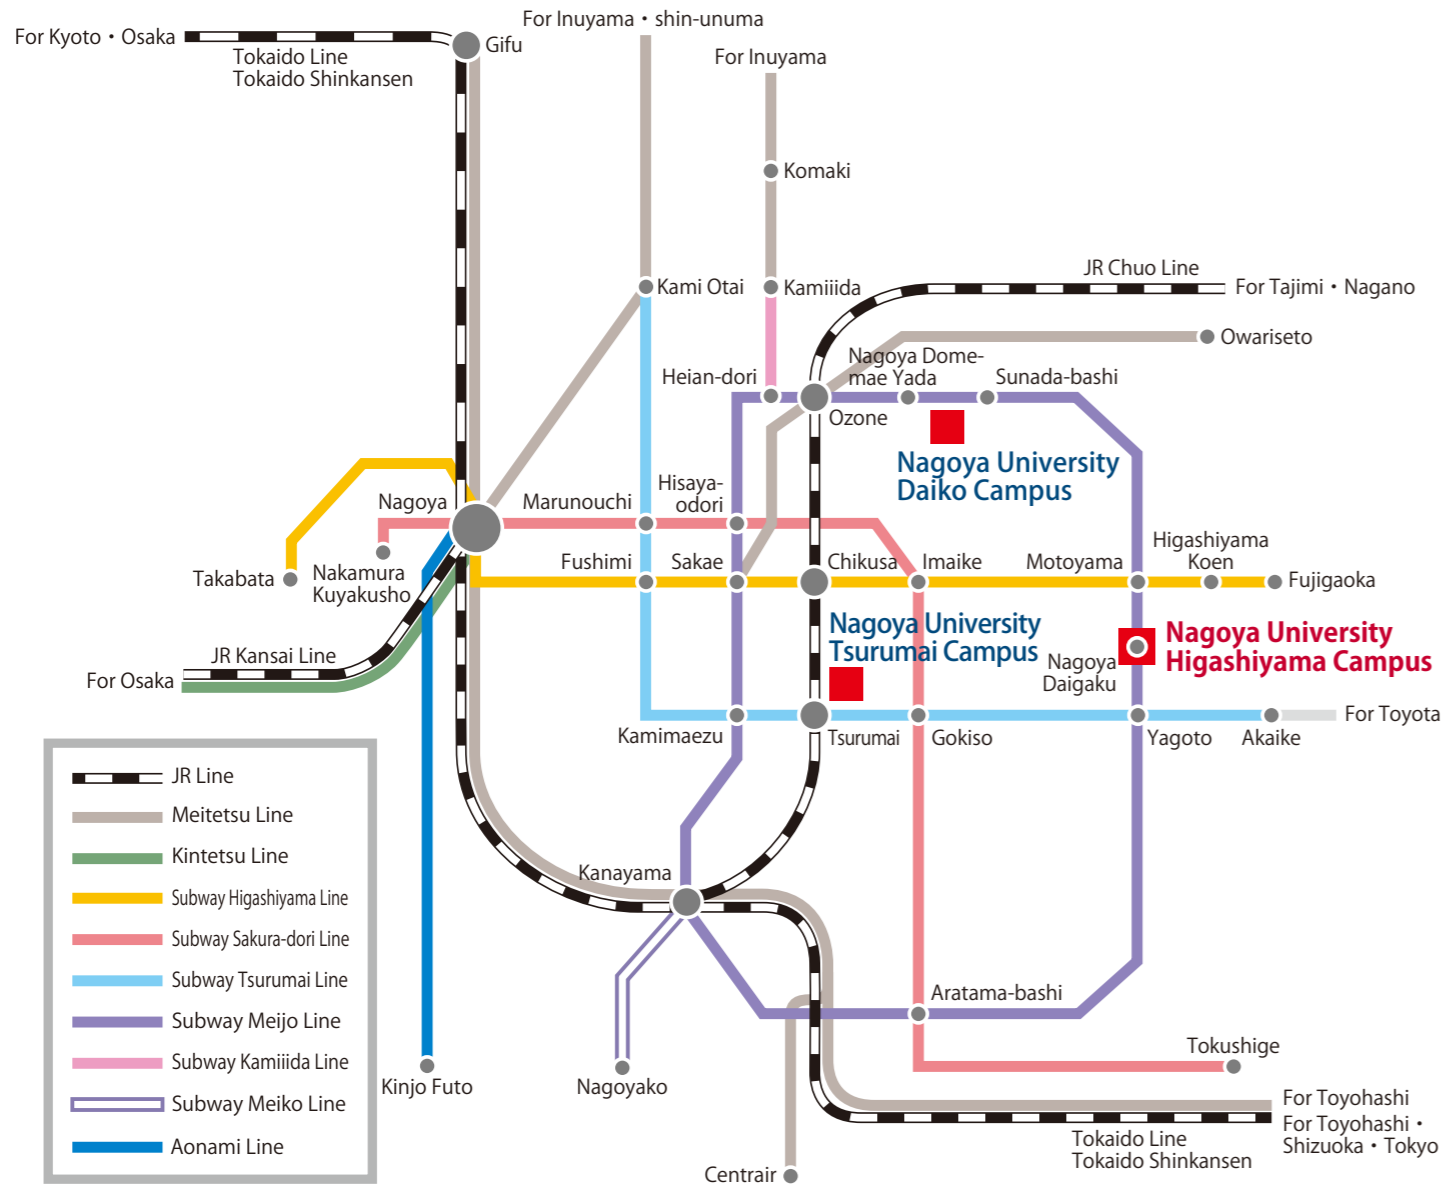 For Inuyama・shin-unuma
For Kyoto・Osaka
Gifu
Tokaido Line
Tokaido Shinkansen
For Inuyama
Komaki
JR Chuo Line
Kami Otai
Kamiiida
For Tajimi・Nagano
Owariseto
Nagoya Dome-
mae Yada
Heian-dori
Sunada-bashi
Ozone
Nagoya University
Daiko Campus
Nagoya
Marunouchi
Hisaya-
odori
Takabata
Nakamura
Kuyakusho
Fushimi
Sakae
Chikusa
Imaike
Motoyama
Higashiyama
Koen
Fujigaoka
Nagoya University
Tsurumai Campus
Nagoya University
Higashiyama Campus
Nagoya
Daigaku
JR Kansai Line
For Osaka
Kamimaezu
Tsurumai
Gokiso
Yagoto
Akaike
For Toyota
JR Line
Meitetsu Line
Kintetsu Line
Subway Higashiyama Line
Subway Sakura-dori Line
Subway Tsurumai Line
Subway Meijo Line
Subway Kamiiida Line
Subway Meiko Line
Aonami Line
Kanayama
Aratama-bashi
Kinjo Futo
Nagoyako
Tokushige
For Toyohashi
For Toyohashi・
Shizuoka・Tokyo
Tokaido Line
Tokaido Shinkansen
Centrair